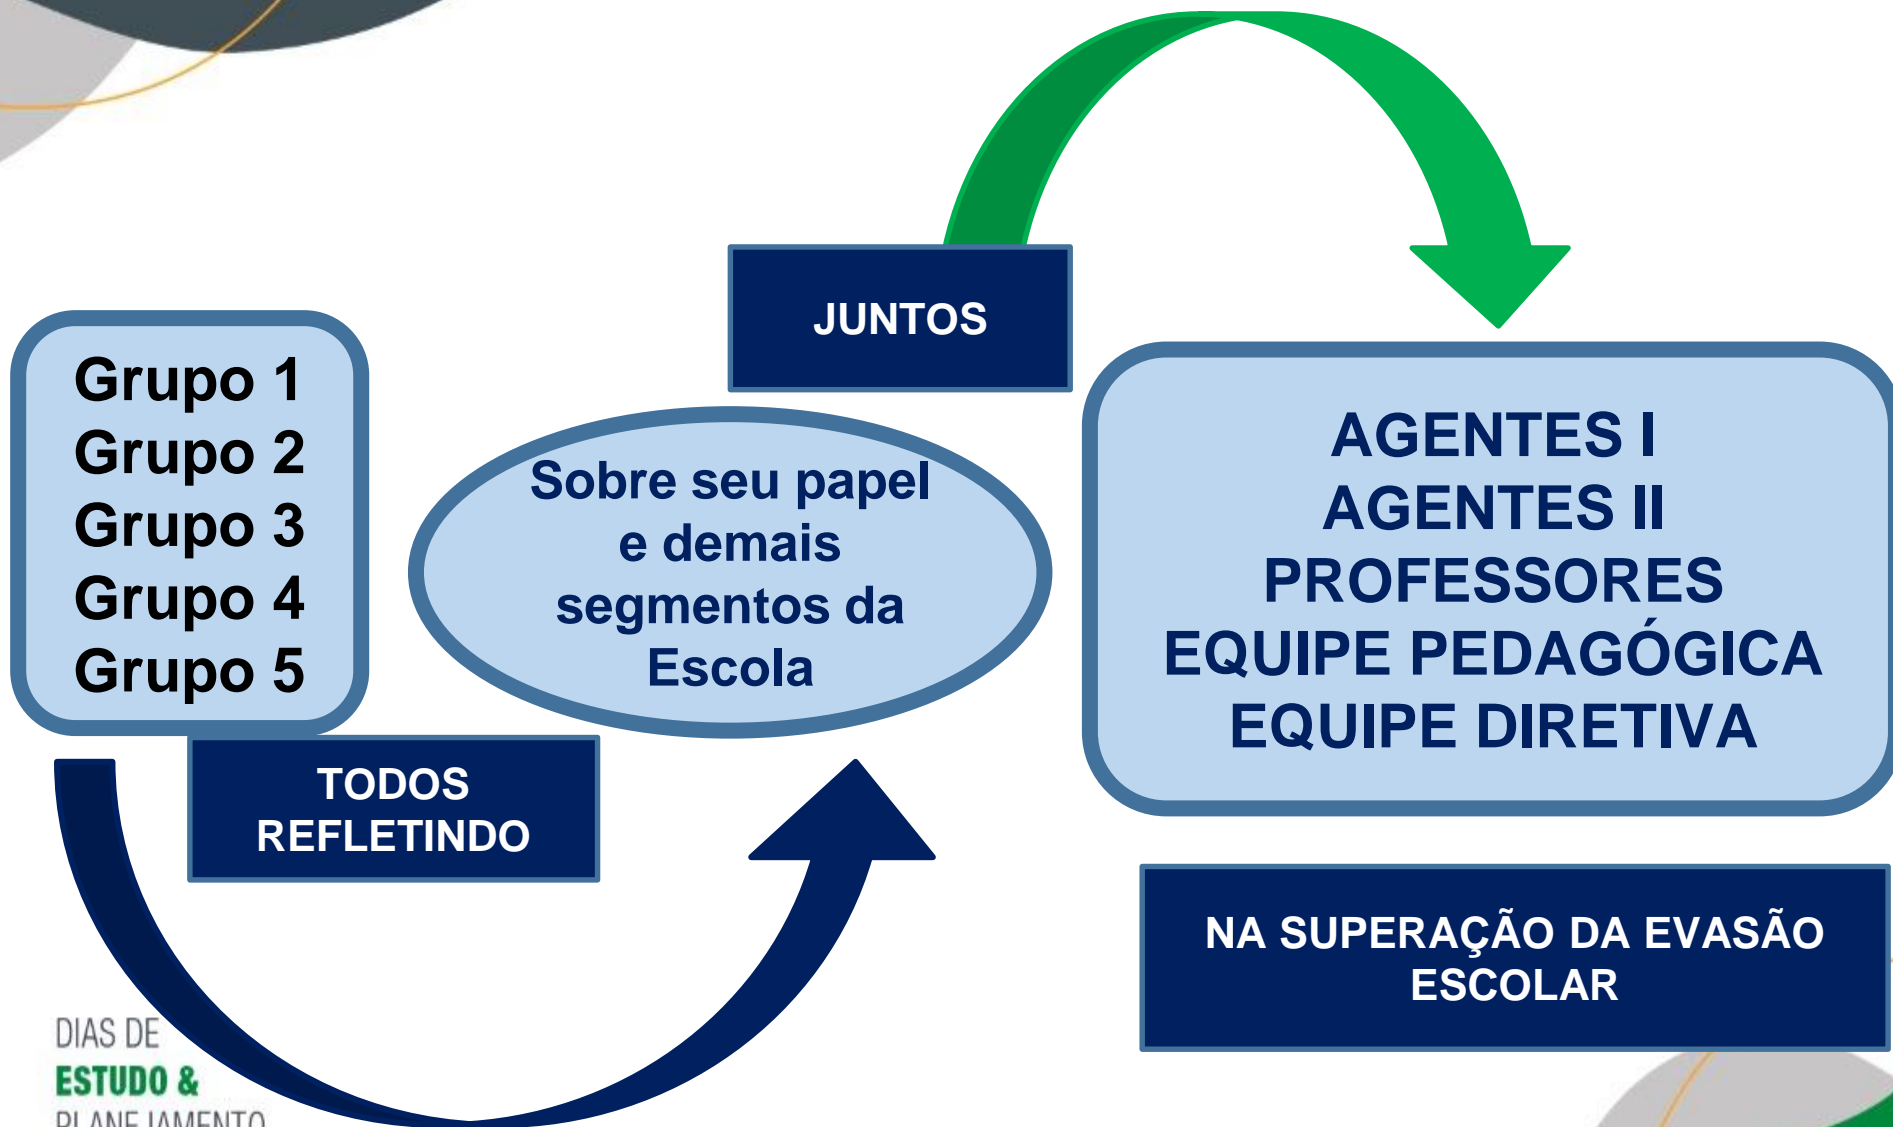 Grupo 1
Grupo 2
Grupo 3
Grupo 4
Grupo 5
TODOS
REFLETINDO
Sobre seu papel
e demais
segmentos da
Escola
JUNTOS
AGENTES I
AGENTES II
PROFESSORES
EQUIPE PEDAGÓGICA
EQUIPE DIRETIVA
NA SUPERAÇÃO DA EVASÃO
ESCOLAR
DIAS DE
ESTUDO &
PLANEJAMENTO